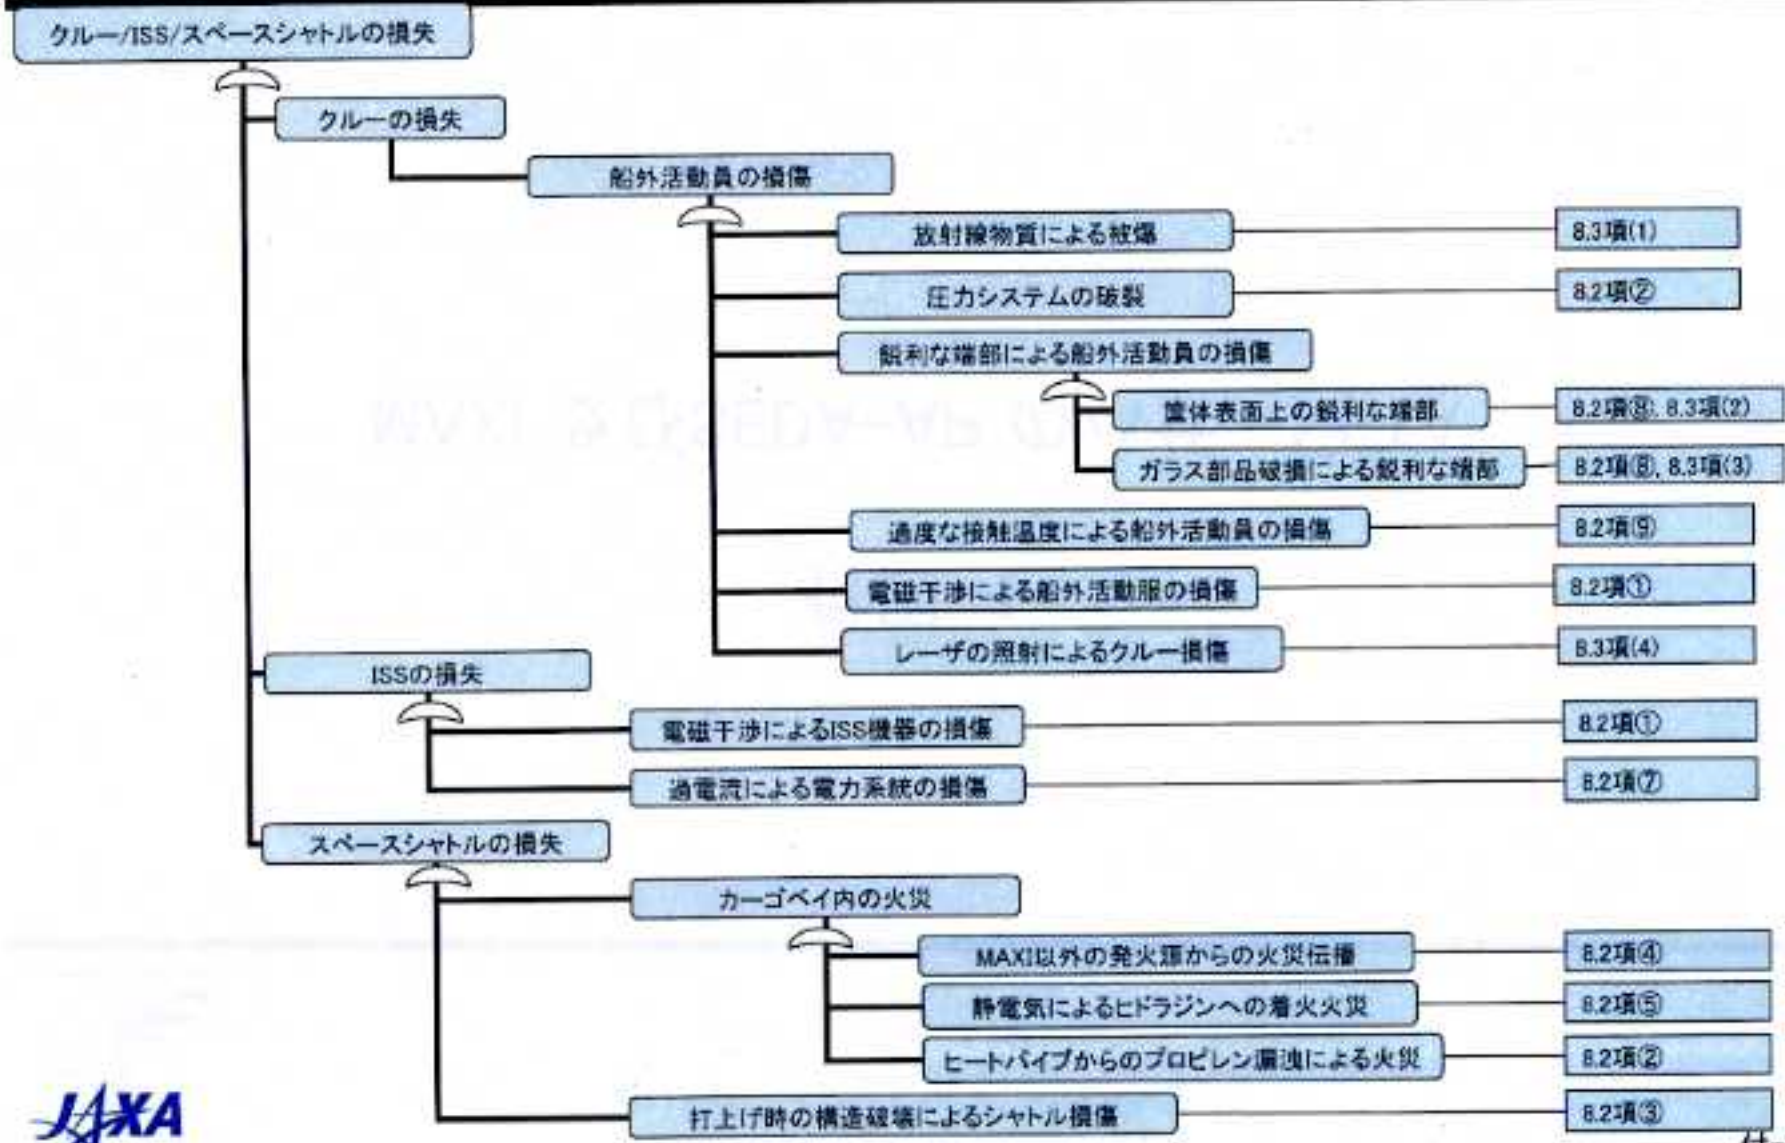 クルー/ISS/スペースシャトルの損失
クルーの損失
船外活動員の損傷
放射線物質による被爆
8.3項(1)
圧力システムの破裂
8.2項②
鋭利な端部による船外活動員の損傷
筐体表面上の鋭利な端部
8.2項⑧, 8.3項(2)
ガラス部品破損による鋭利な端部
8.2項⑧, 8.3項(3)
過度な接触温度による船外活動員の損傷
8.2項⑨
電磁干渉による船外活動服の損傷
8.2項①
レーザの照射によるクルー損傷
8.3項(4)
ISSの損失
電磁干渉によるISS機器の損傷
8.2項①
過電流による電力系統の損傷
8.2項⑦
スペースシャトルの損失
カーゴベイ内の火災
MAXI以外の発火源からの火災伝播
8.2項④
静電気によるヒドラジンへの着火火災
8.2項⑤
ヒートパイプからのプロピレン漏洩による火災
8.2項②
打上げ時の構造破壊によるシャトル損傷
8.2項③
JAXA